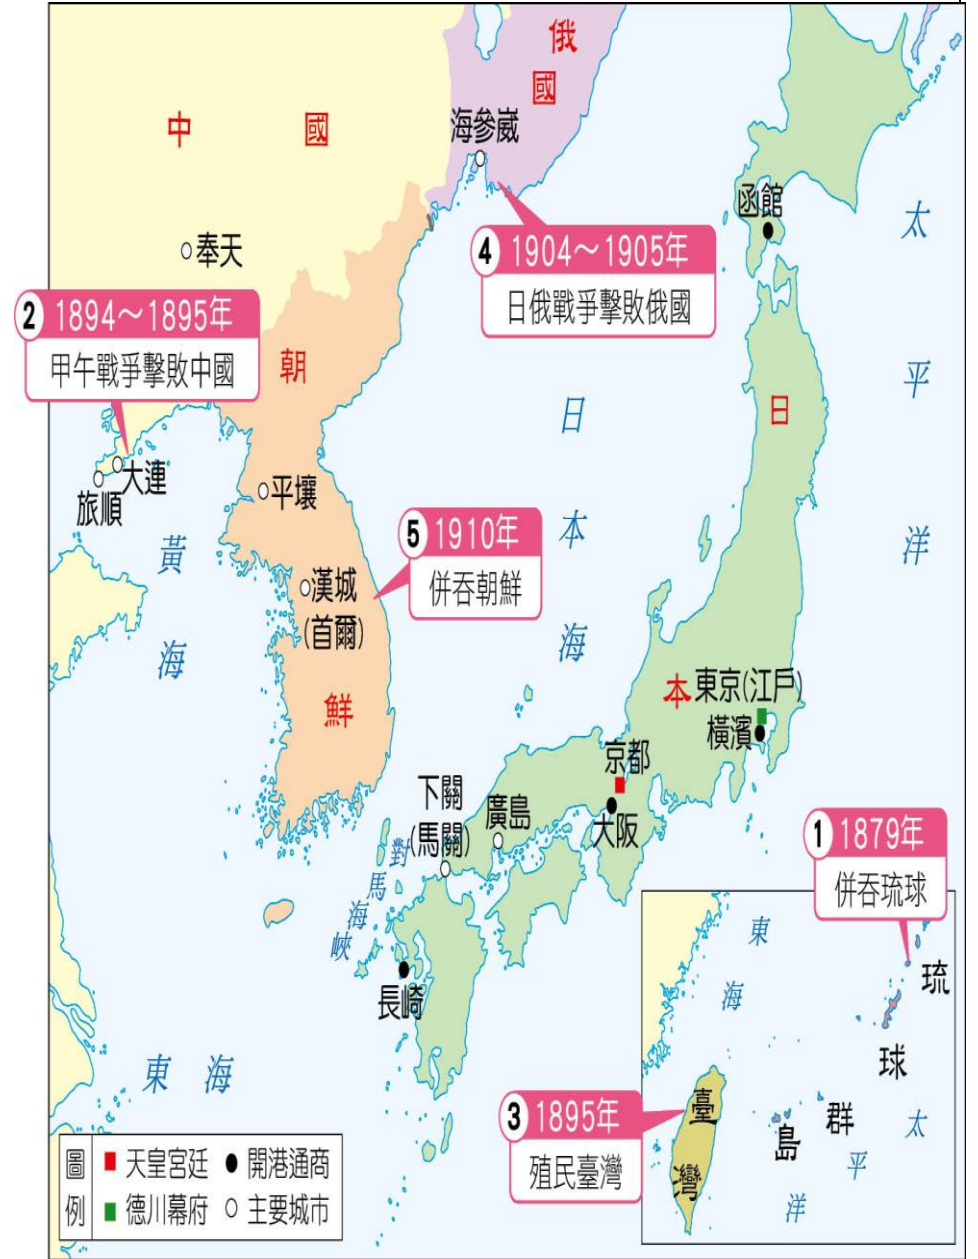 俄國
中國
海參崴
函館
太平洋
奉天
4 1904～1905年
日俄戰爭擊敗俄國
2 1894～1895年
甲午戰爭擊敗中國
朝鮮
日本
日本海
大連
旅順
平壤
黃海
5 1910年
併吞朝鮮
漢城
(首爾)
東京(江戶)
橫濱
京都
大阪
下關
(馬關)
廣島
對馬海峽
長崎
1 1879年
併吞琉球
東海
東海
琉球群島
太平洋
臺灣
3 1895年
殖民臺灣
圖例
天皇宮廷
開港通商
德川幕府
主要城市